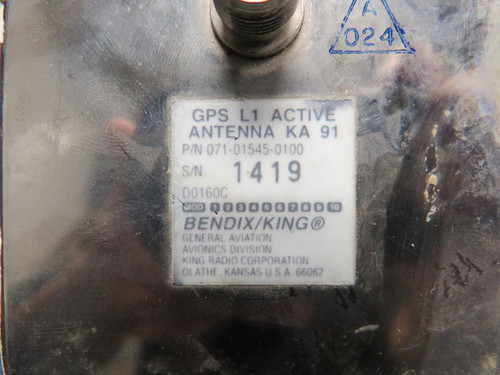 A
024
GPS L1 ACTIVE
ANTENNA KA 91
P/N 071-01545-0100
S/N 1419
D0160C
MOD 1 2 3 4 5 6 7 8 9 10
BENDIX/KING®
GENERAL AVIATION
AVIONICS DIVISION
KING RADIO CORPORATION
OLATHE, KANSAS U.S.A. 66062